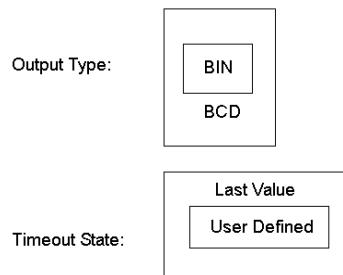 Output Type:
BIN
BCD
Timeout State:
Last Value
User Defined